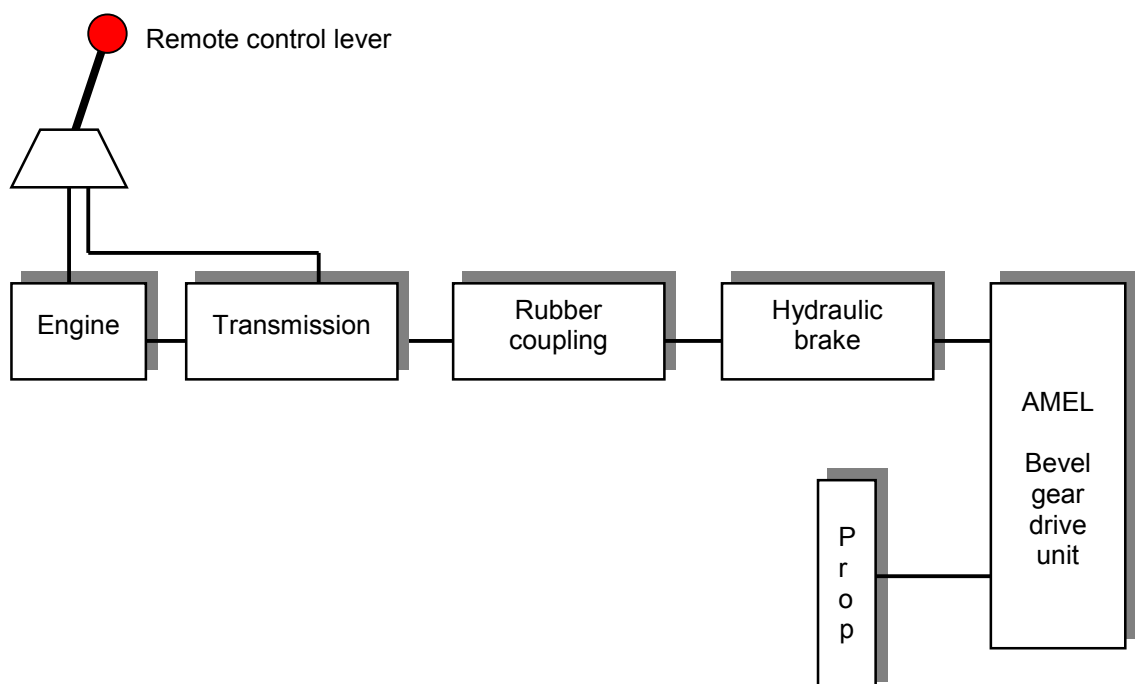 Remote control lever
Engine
Transmission
Rubber
coupling
Hydraulic
brake
AMEL
Bevel
gear
drive
unit
P
r
o
p